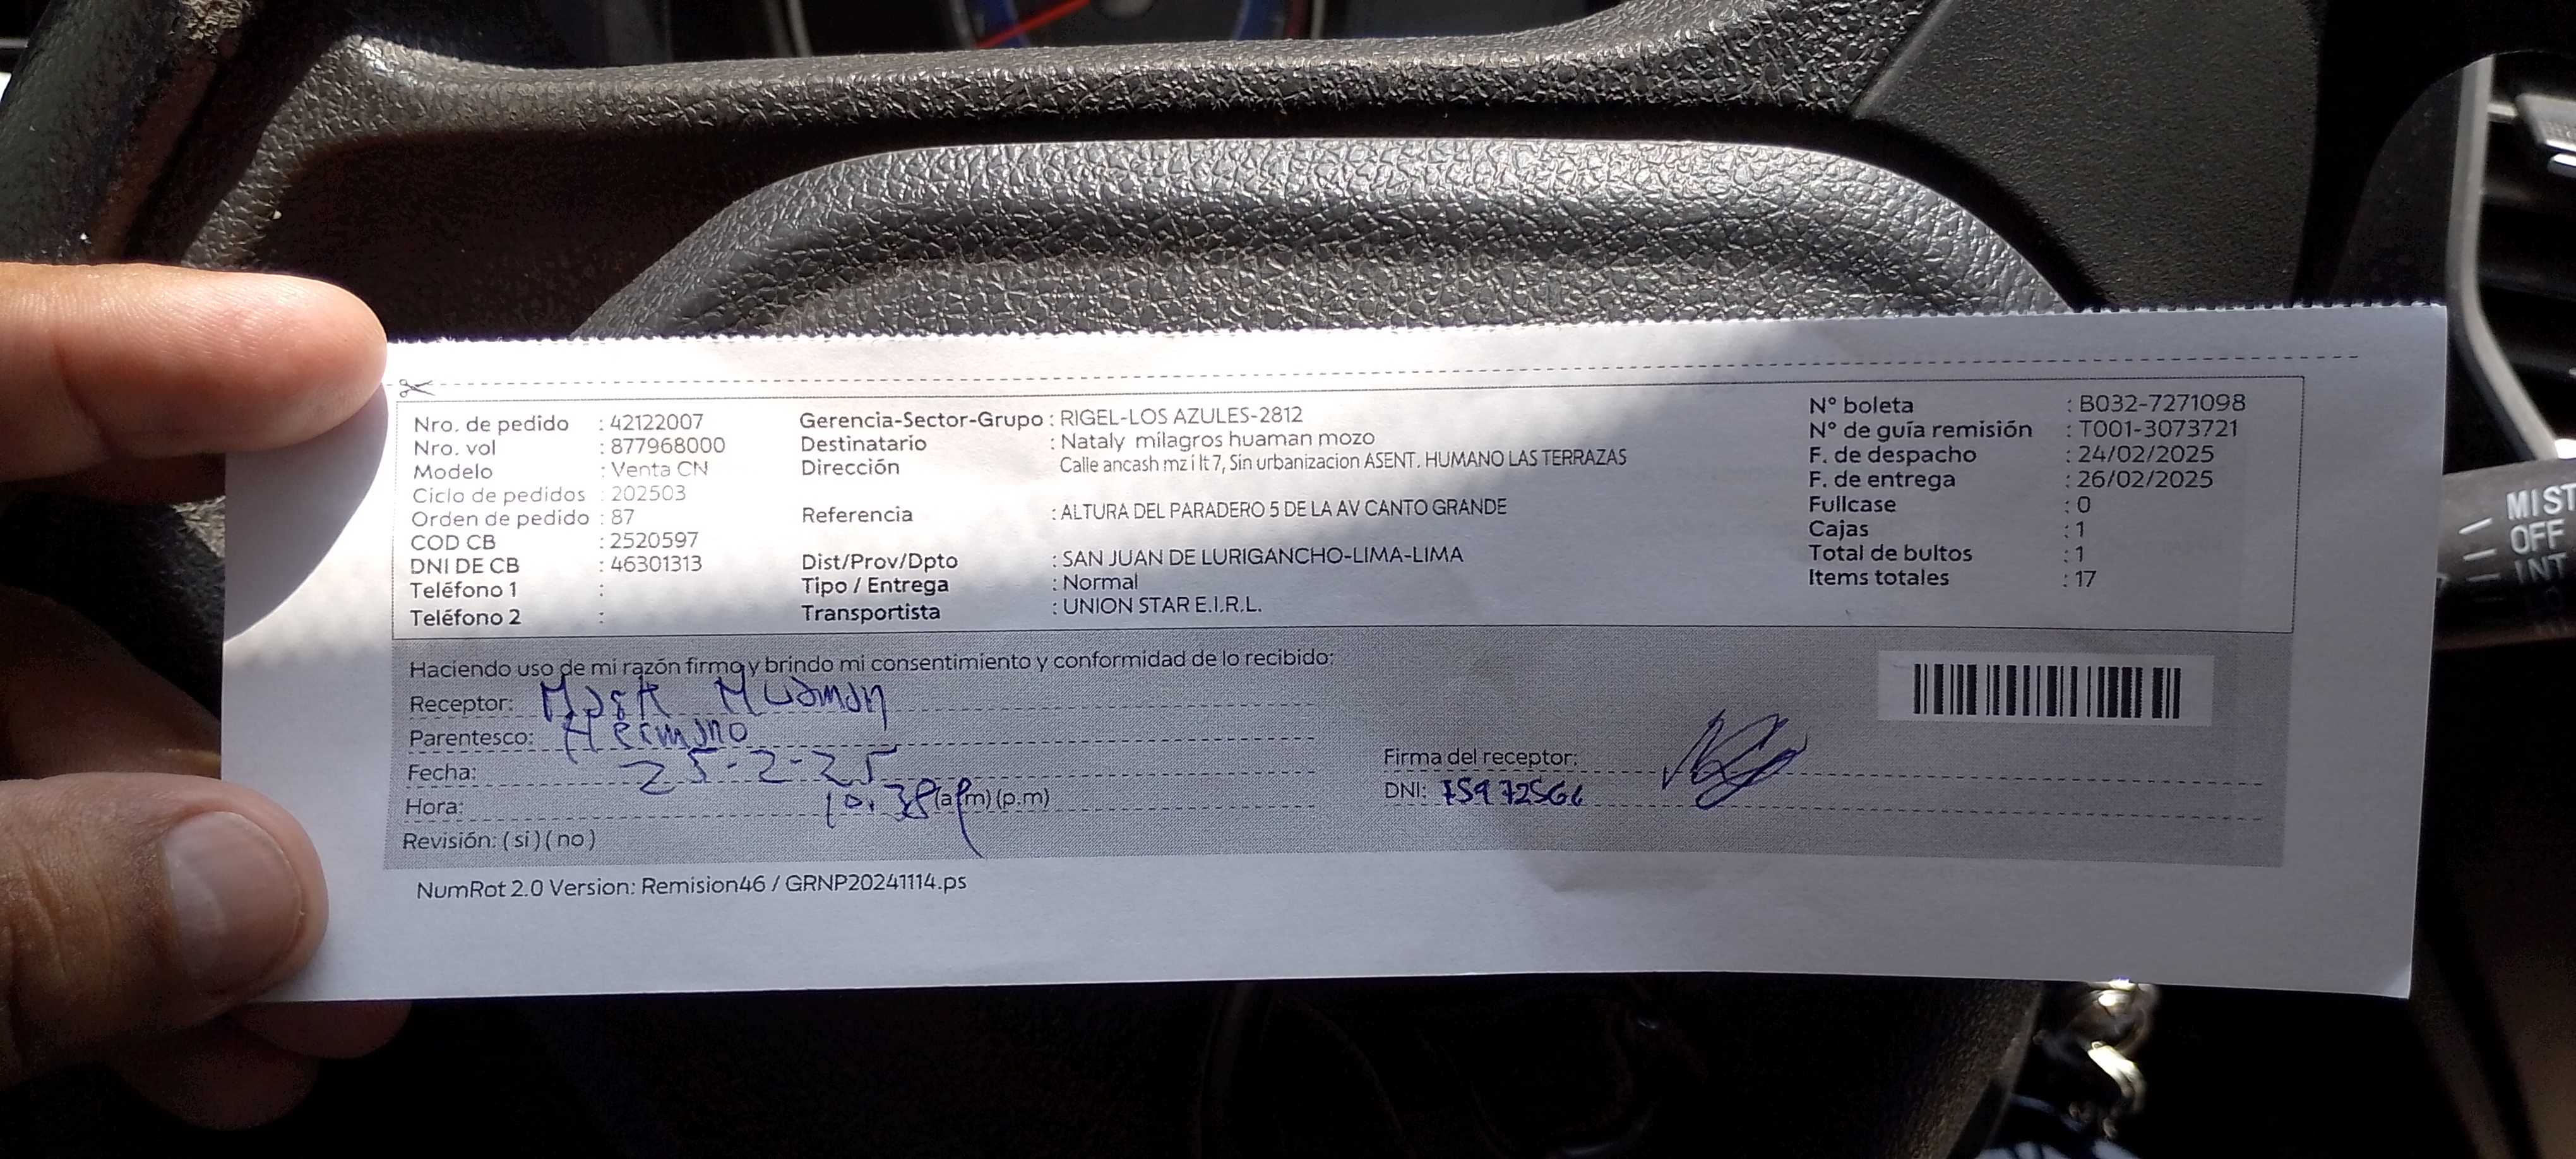 Nro. de pedido : 42122007
Nro. vol : 877968000
Modelo : Venta CN
Ciclo de pedidos : 202503
Orden de pedido : 87
COD CB : 2520597
DNI DE CB : 46301313
Teléfono 1 :
Teléfono 2 :
Gerencia-Sector-Grupo : RIGEL-LOS AZULES-2812
Destinatario : Nataly milagros huaman mozo
Dirección Calle ancash mz i lt 7, Sin urbanizacion ASENT. HUMANO LAS TERRAZAS
Referencia : ALTURA DEL PARADERO 5 DE LA AV CANTO GRANDE
Dist/Prov/Dpto : SAN JUAN DE LURIGANCHO-LIMA-LIMA
Tipo / Entrega : Normal
Transportista : UNION STAR E.I.R.L.
N° boleta : B032-7271098
N° de guía remisión : T001-3073721
F. de despacho : 24/02/2025
F. de entrega : 26/02/2025
Fullcase : 0
Cajas : 1
Total de bultos : 1
Items totales : 17
Haciendo uso de mi razón firmo y brindo mi consentimiento y conformidad de lo recibido:
Receptor: Huaman
Parentesco: Hermano
Fecha: 25-2-25
Hora: 10:38 (a.m) (p.m)
Revisión: ( si ) ( no )
Firma del receptor:
DNI:
NumRot 2.0 Version: Remision46 / GRNP20241114.ps
MIST
OFF
INT